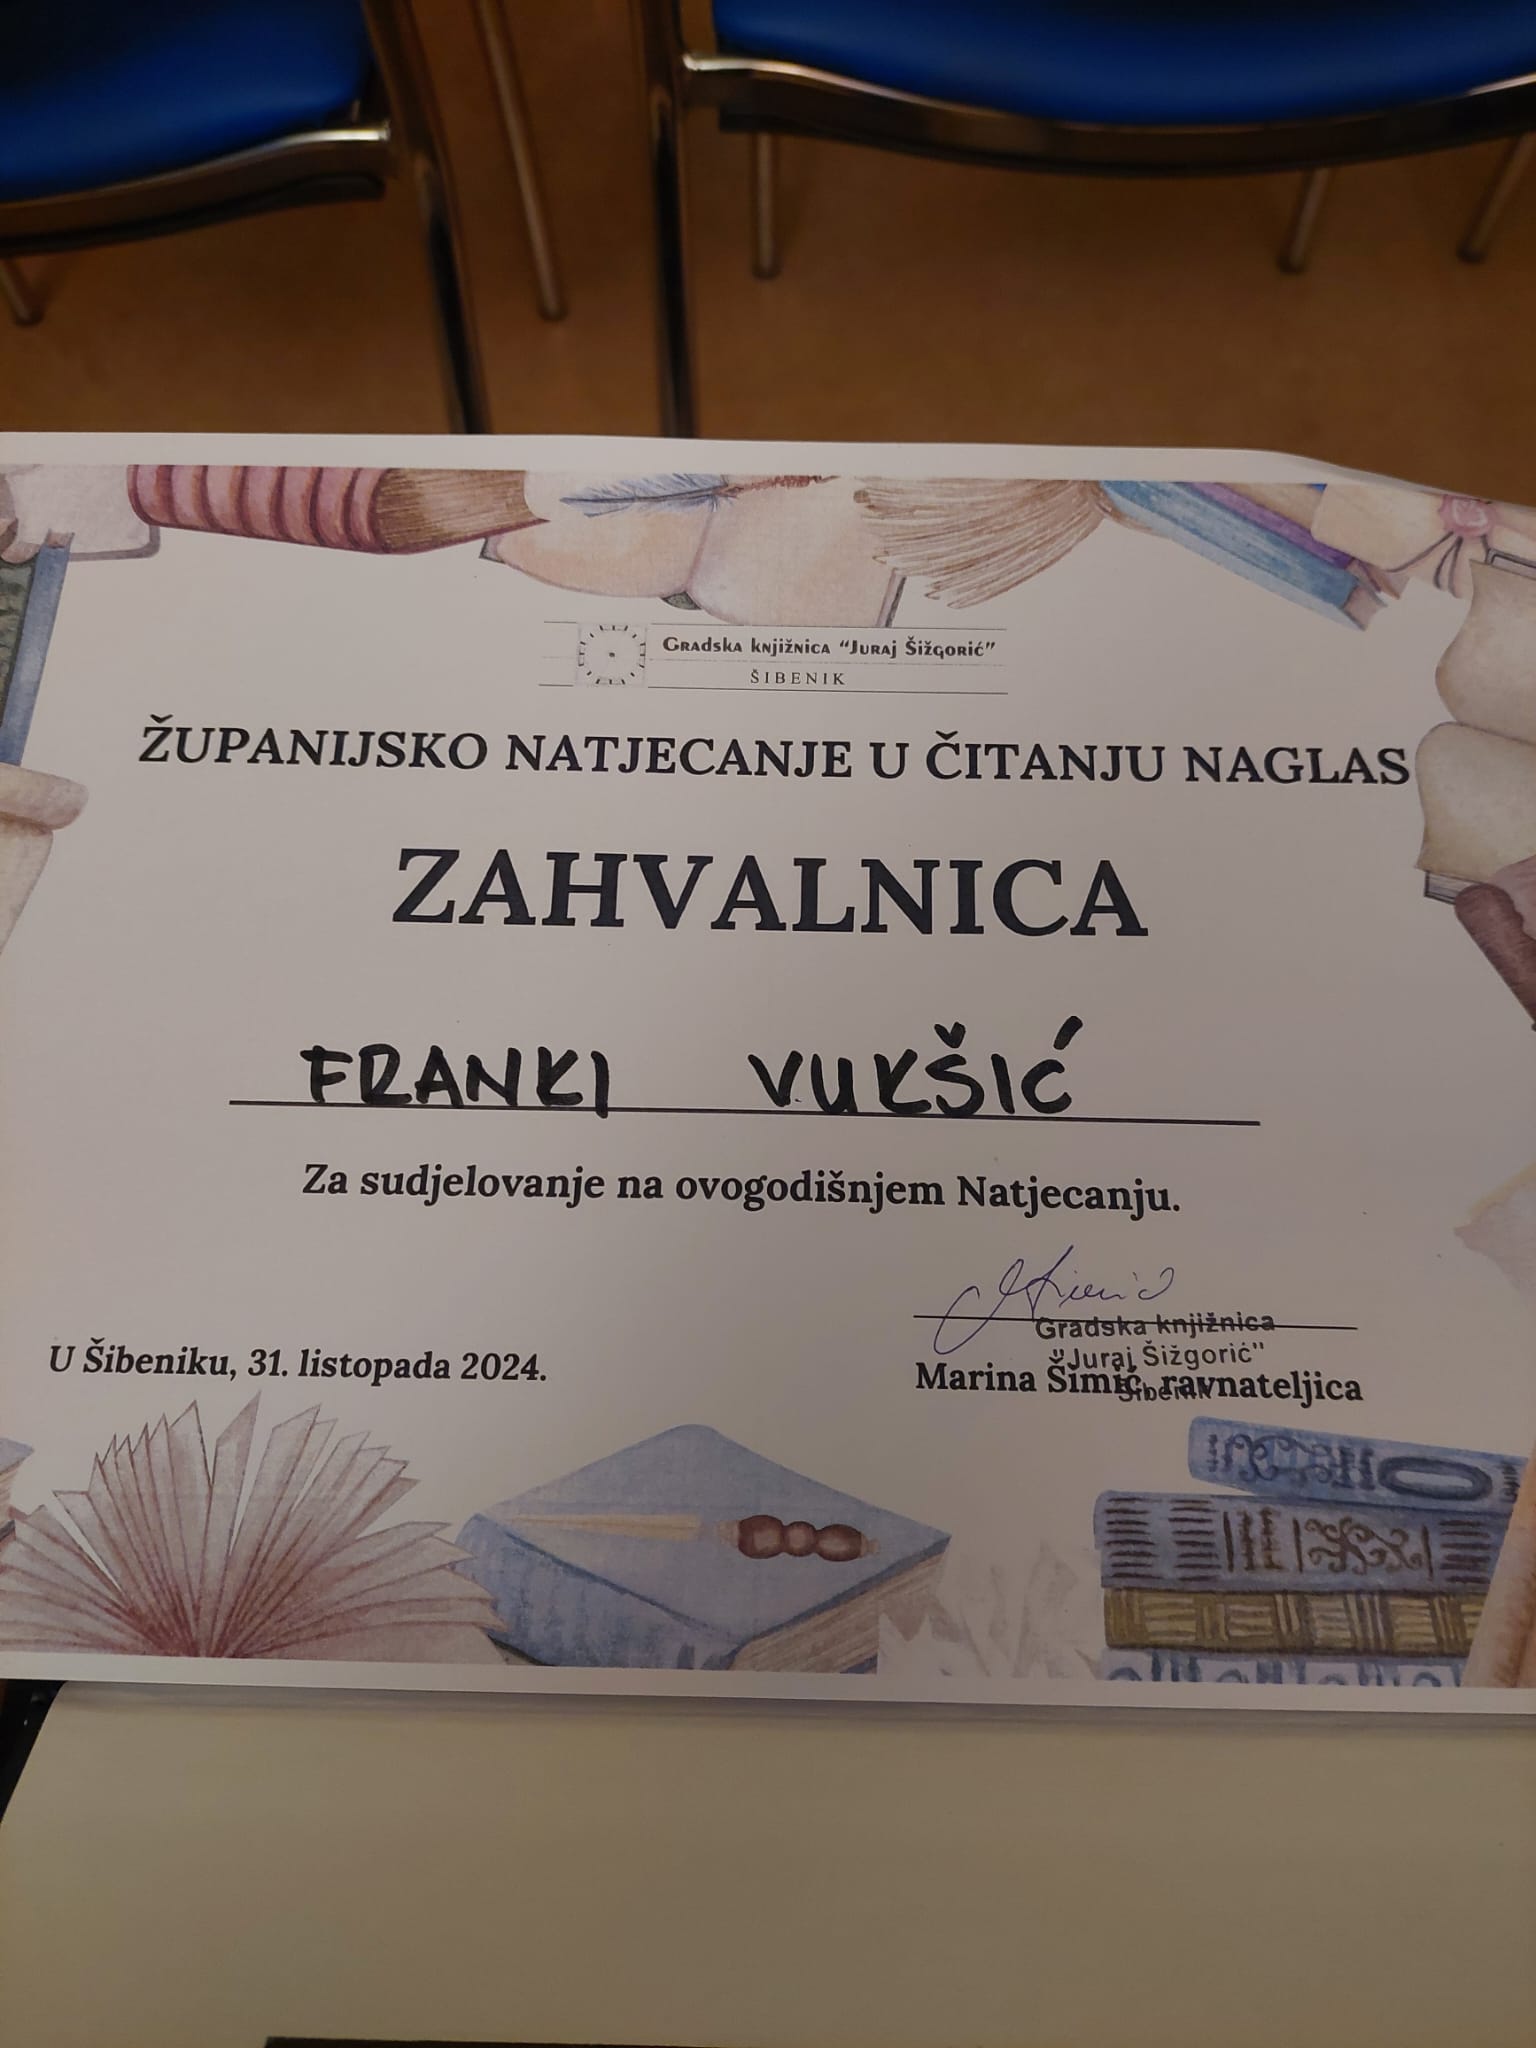 Gradska knjižnica "Juraj Šižgorić"
ŠIBENIK
ŽUPANIJSKO NATJECANJE U ČITANJU NAGLAS
ZAHVALNICA
FRANKI VUKŠIĆ
Za sudjelovanje na ovogodišnjem Natjecanju.
Gradska knjižnica
"Juraj Šižgorić"
Šibenik
U Šibeniku, 31. listopada 2024.
Marina Šimić, ravnateljica